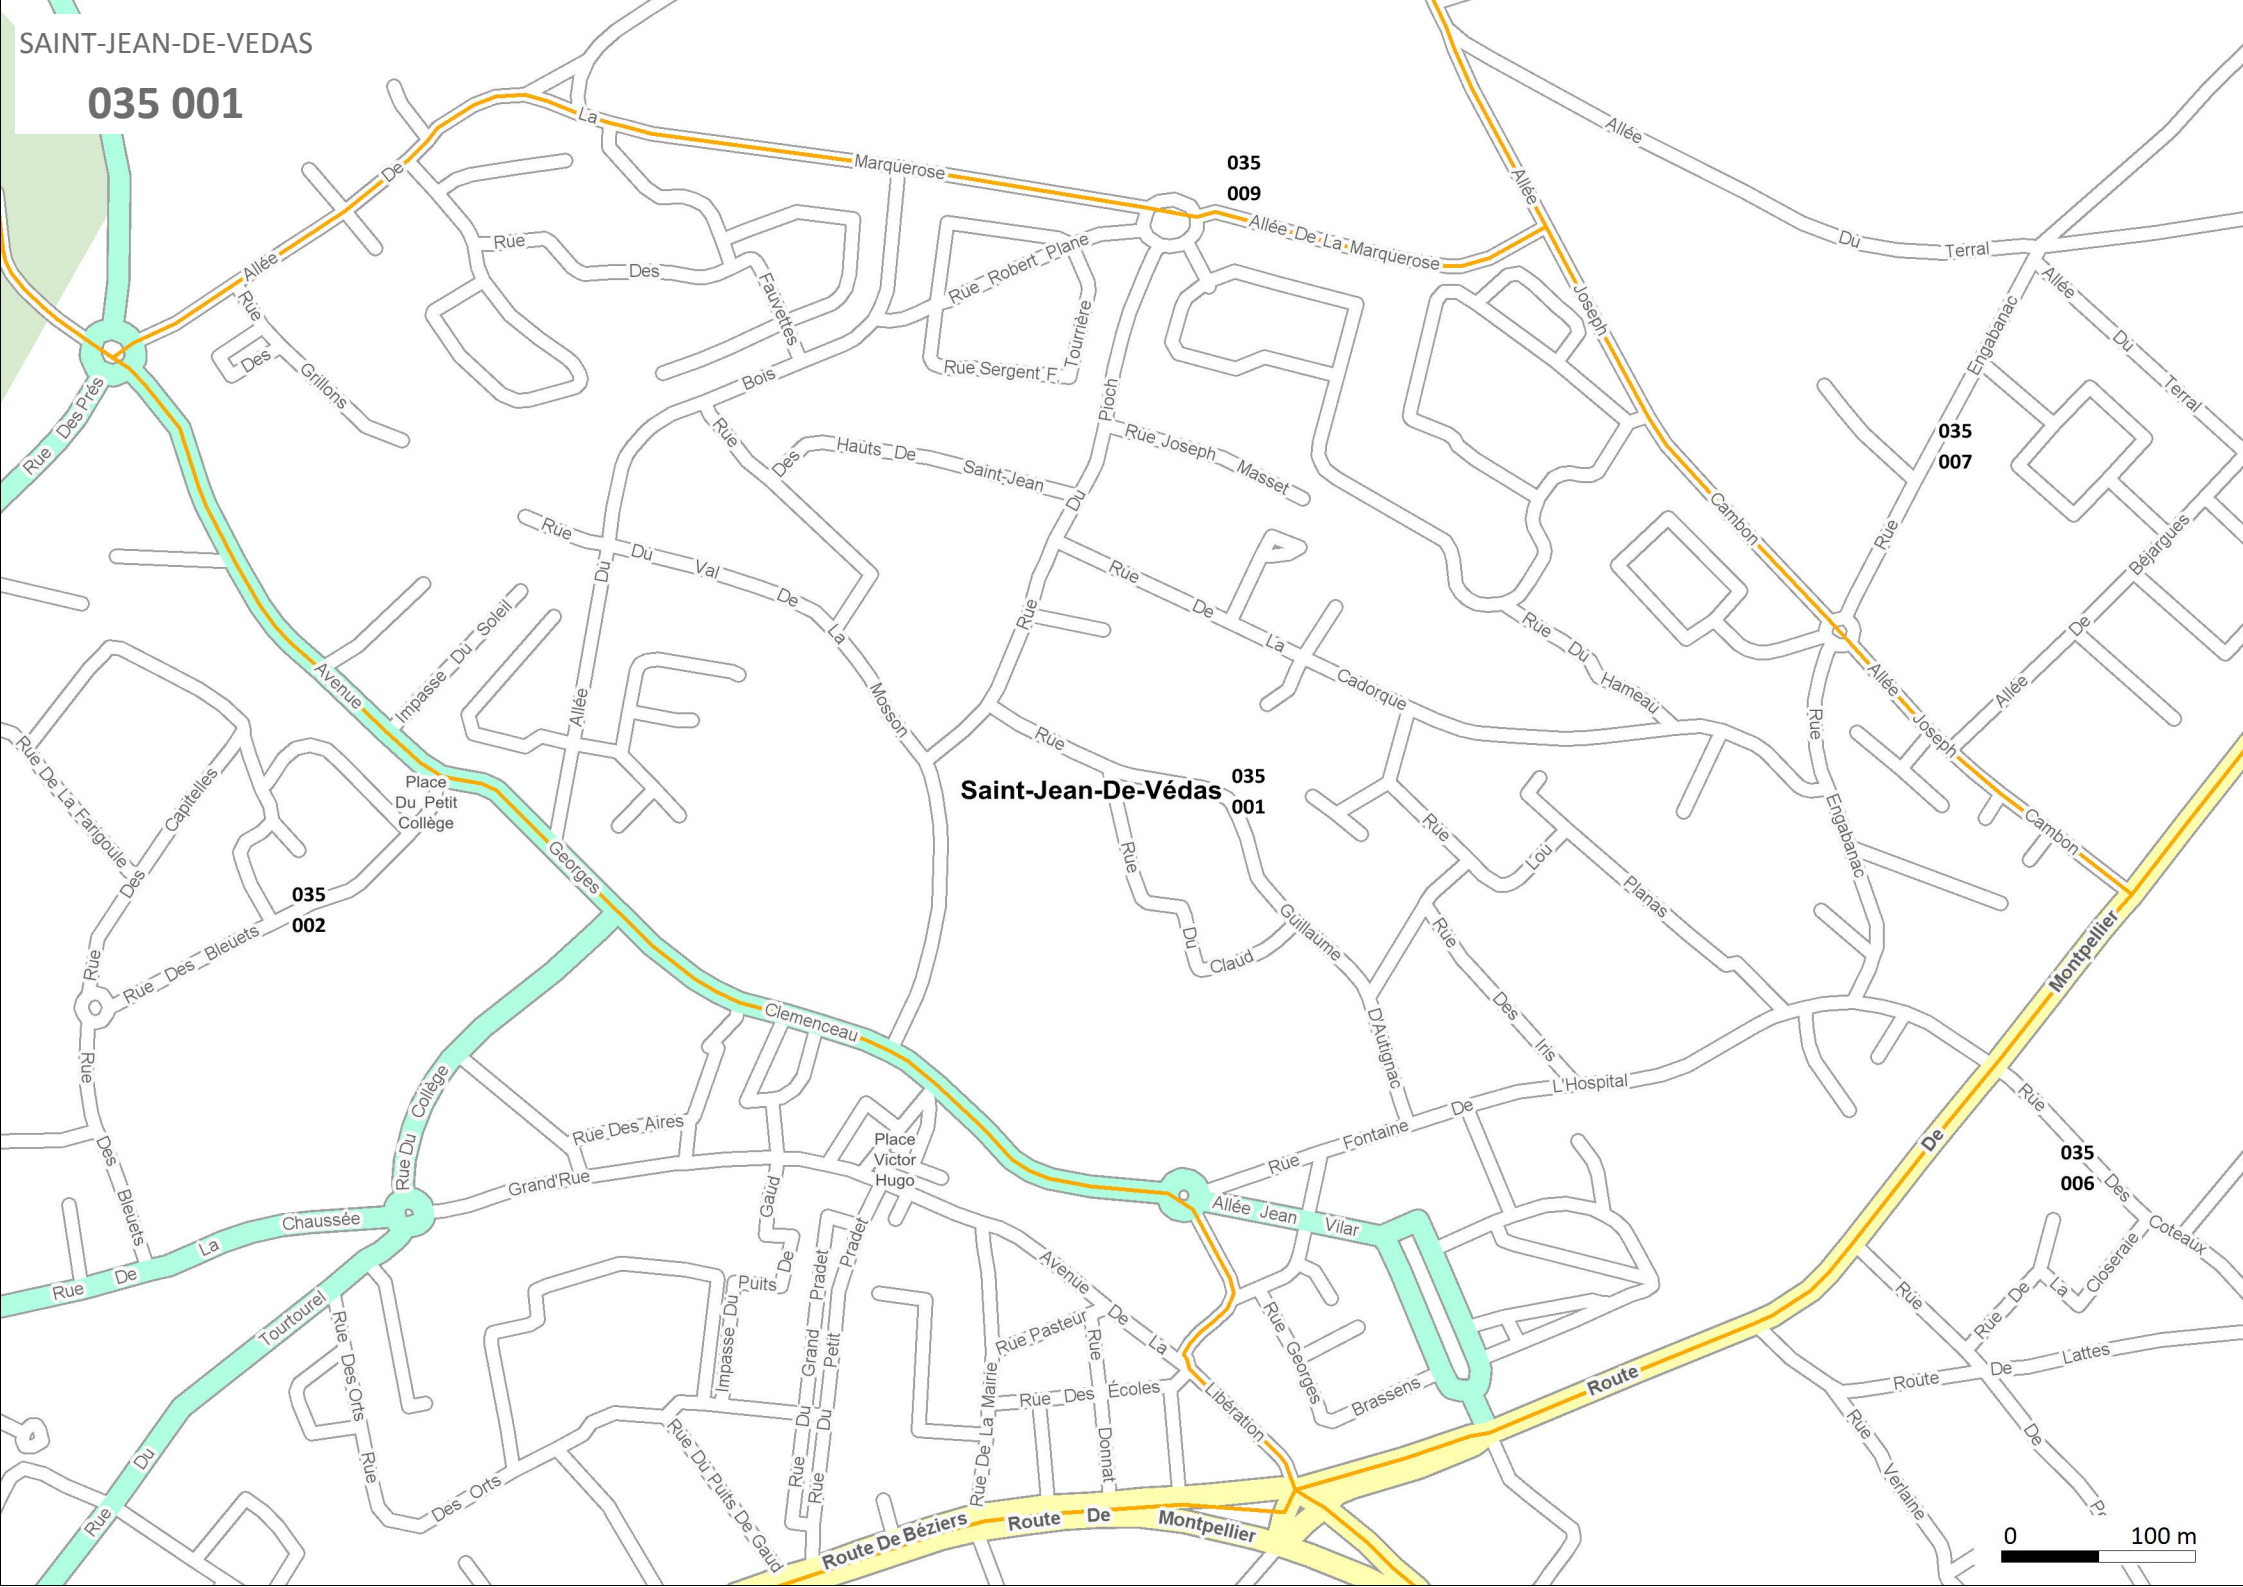 SAINT-JEAN-DE-VEDAS
035 001
Allée De La Marquerose
035
009
Allée De La Marquerose
Allée Joseph Cambon
Allée Du Terral
Allée Du Terral
Rue Des Fauvettes
Rue Robert Plane
Rue Sergent F. Tourrière
Rue Des Grillons
Rue Des Prés
Allée Du Bois
Rue Des Hauts De Saint-Jean
Rue Du Pioch
Rue Joseph Masset
Rue Engabanac
035
007
Allée De Béjargues
Rue Du Val De La Mosson
Rue De La Cadorque
Rue Du Hameau
Allée Joseph Cambon
Rue Engabanac
Impasse Du Soleil
Avenue Georges Clemenceau
Place
Du Petit
Collège
Rue De La Farigoule
Rue Des Capitelles
035
002
Rue Des Bleuets
Rue Des Bleuets
Saint-Jean-De-Védas
035
001
Rue Guillaume D'Autignac
Rue Du Claud
Rue Lou Planas
Rue Des Iris
Rue Fontaine De L'Hospital
Rue Du Collège
Rue Des Aires
Grand'Rue
Place
Victor
Hugo
Rue De La Chaussée
Rue Du Tourtourel
Rue Des Orts
Rue Des Orts
Impasse Du Puits De Gaud
Rue Du Grand Pradet
Rue Du Petit Pradet
Rue Du Puits De Gaud
Avenue De La Libération
Rue Pasteur
Rue De La Mairie
Rue Des Écoles
Rue Donnat
Allée Jean Vilar
Rue Georges Brassens
Route De Béziers
Route De Montpellier
Route De Montpellier
Rue Des Coteaux
035
006
Rue De La Closeraie
Route De Lattes
Rue De
Rue Verlaine
0 100 m